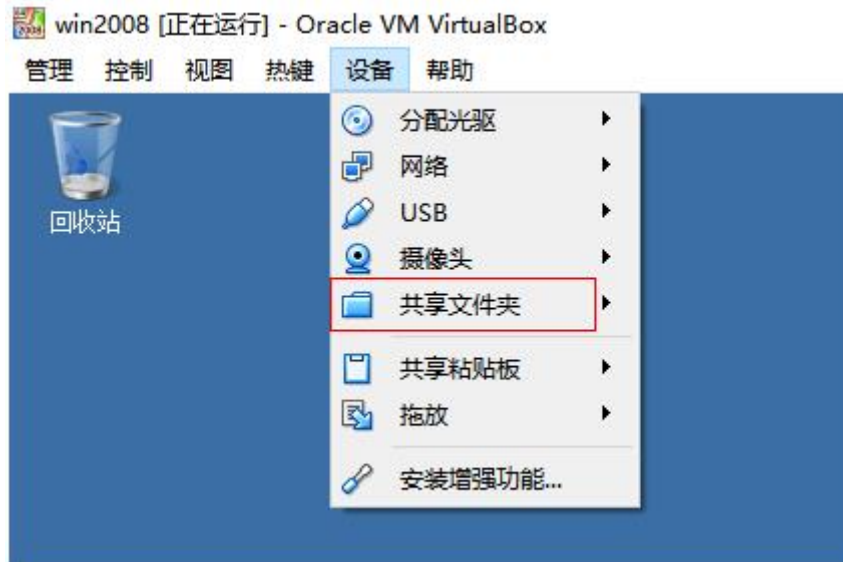 win2008 [正在运行] - Oracle VM VirtualBox
管理 控制 视图 热键 设备 帮助
分配光驱
网络
回收站
USB
摄像头
共享文件夹
共享粘贴板
拖放
安装增强功能...